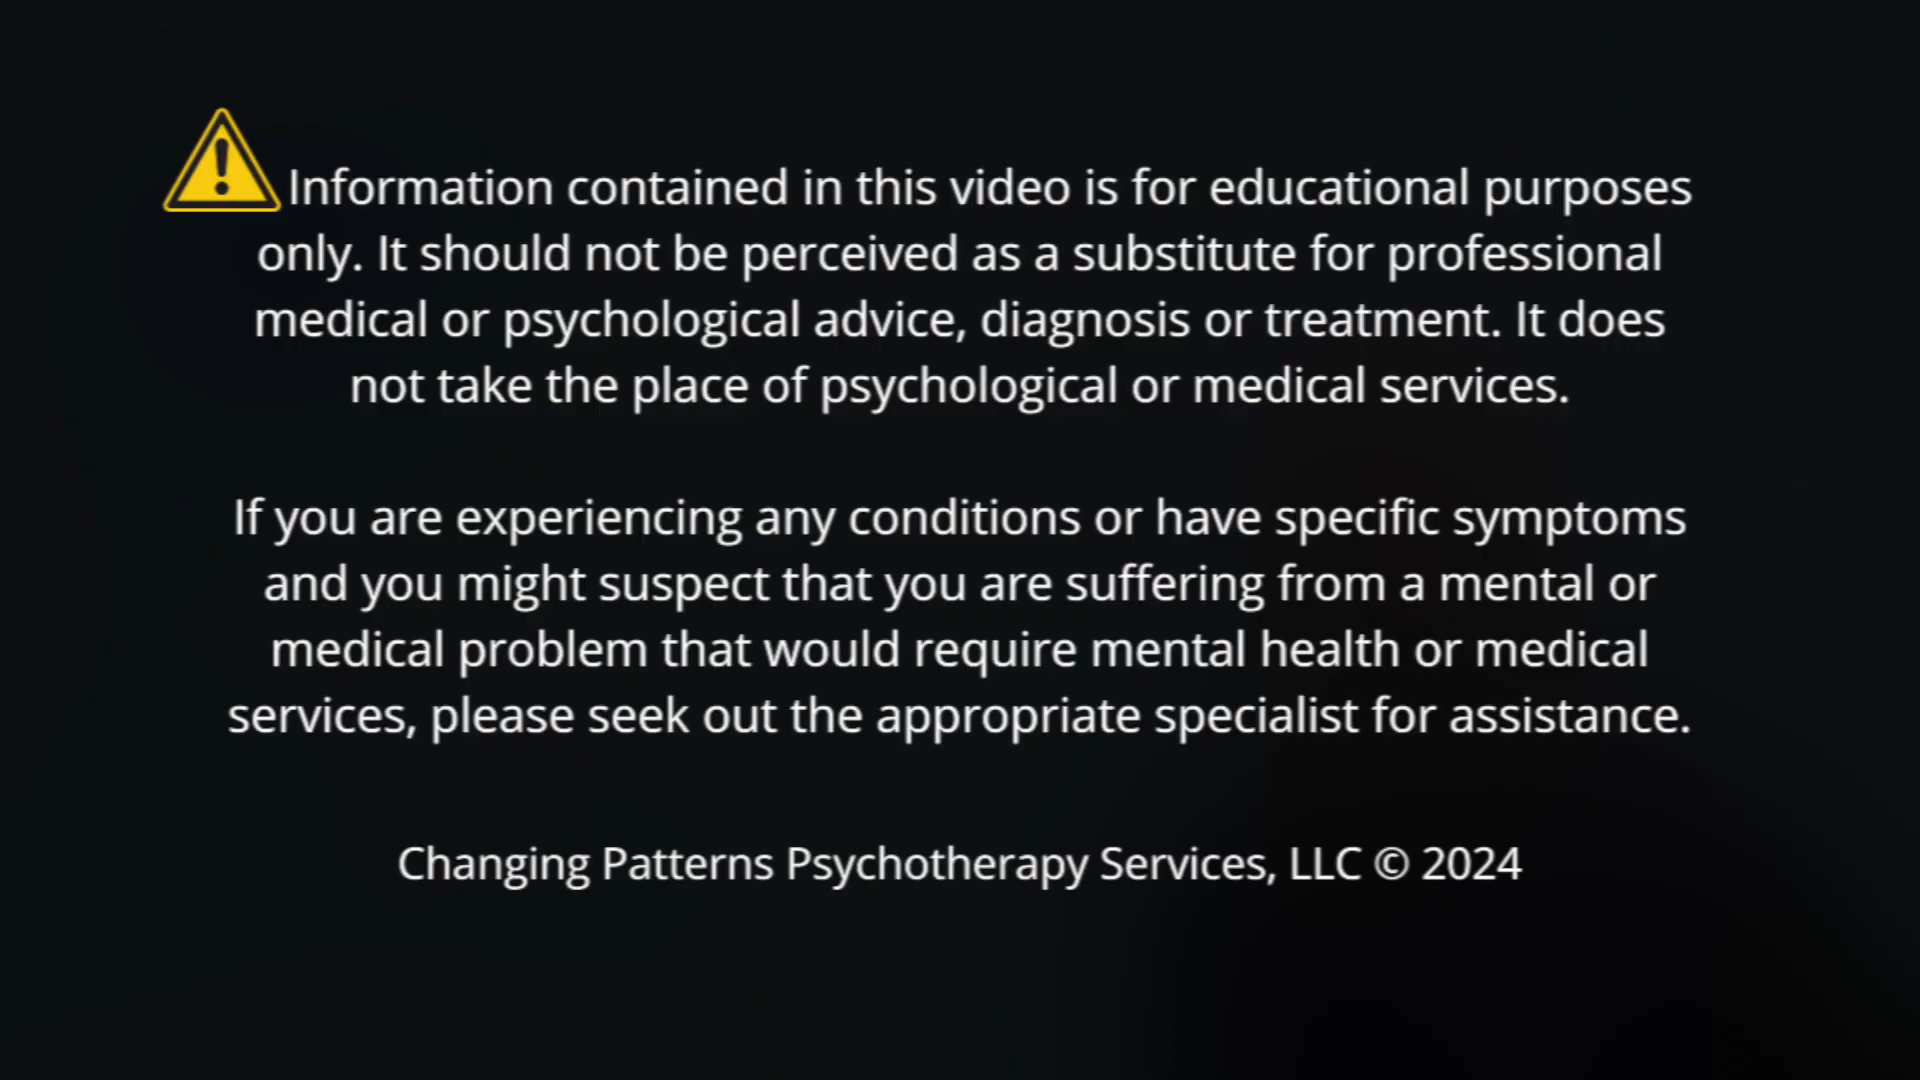 Information contained in this video is for educational purposes
only. It should not be perceived as a substitute for professional
medical or psychological advice, diagnosis or treatment. It does
not take the place of psychological or medical services.
If you are experiencing any conditions or have specific symptoms
and you might suspect that you are suffering from a mental or
medical problem that would require mental health or medical
services, please seek out the appropriate specialist for assistance.
Changing Patterns Psychotherapy Services, LLC © 2024